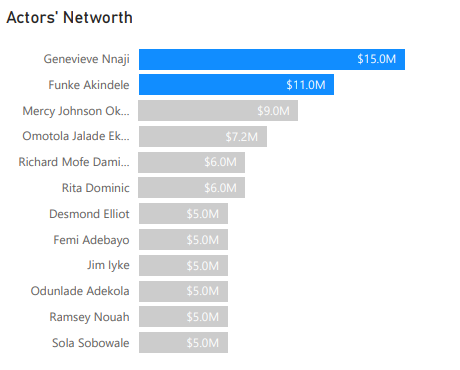 Actors' Networth
Genevieve Nnaji $15.0M
Funke Akindele $11.0M
Mercy Johnson Ok... $9.0M
Omotola Jalade Ek... $7.2M
Richard Mofe Dami... $6.0M
Rita Dominic $6.0M
Desmond Elliot $5.0M
Femi Adebayo $5.0M
Jim Iyke $5.0M
Odunlade Adekola $5.0M
Ramsey Nouah $5.0M
Sola Sobowale $5.0M